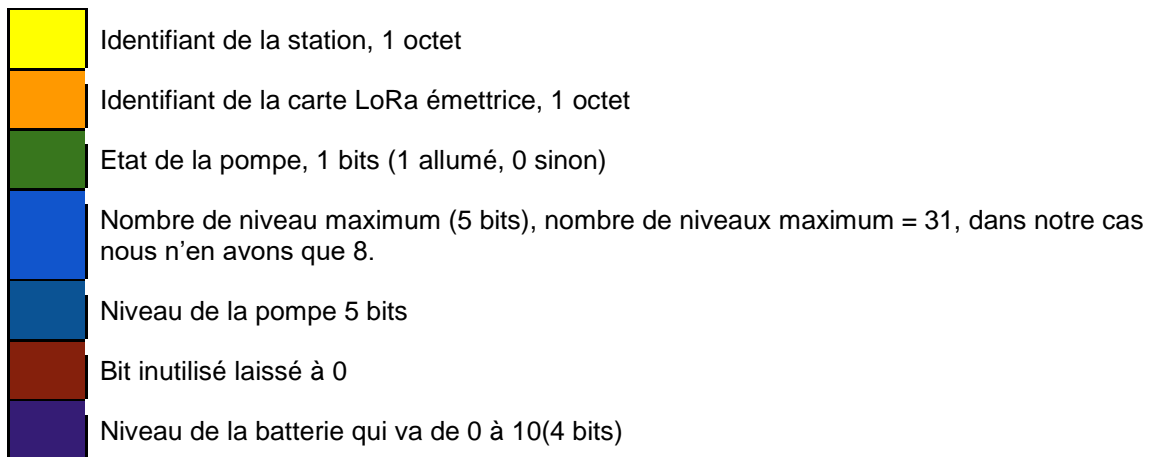 Identifiant de la station, 1 octet
Identifiant de la carte LoRa émettrice, 1 octet
Etat de la pompe, 1 bits (1 allumé, 0 sinon)
Nombre de niveau maximum (5 bits), nombre de niveaux maximum = 31, dans notre cas
nous n’en avons que 8.
Niveau de la pompe 5 bits
Bit inutilisé laissé à 0
Niveau de la batterie qui va de 0 à 10(4 bits)